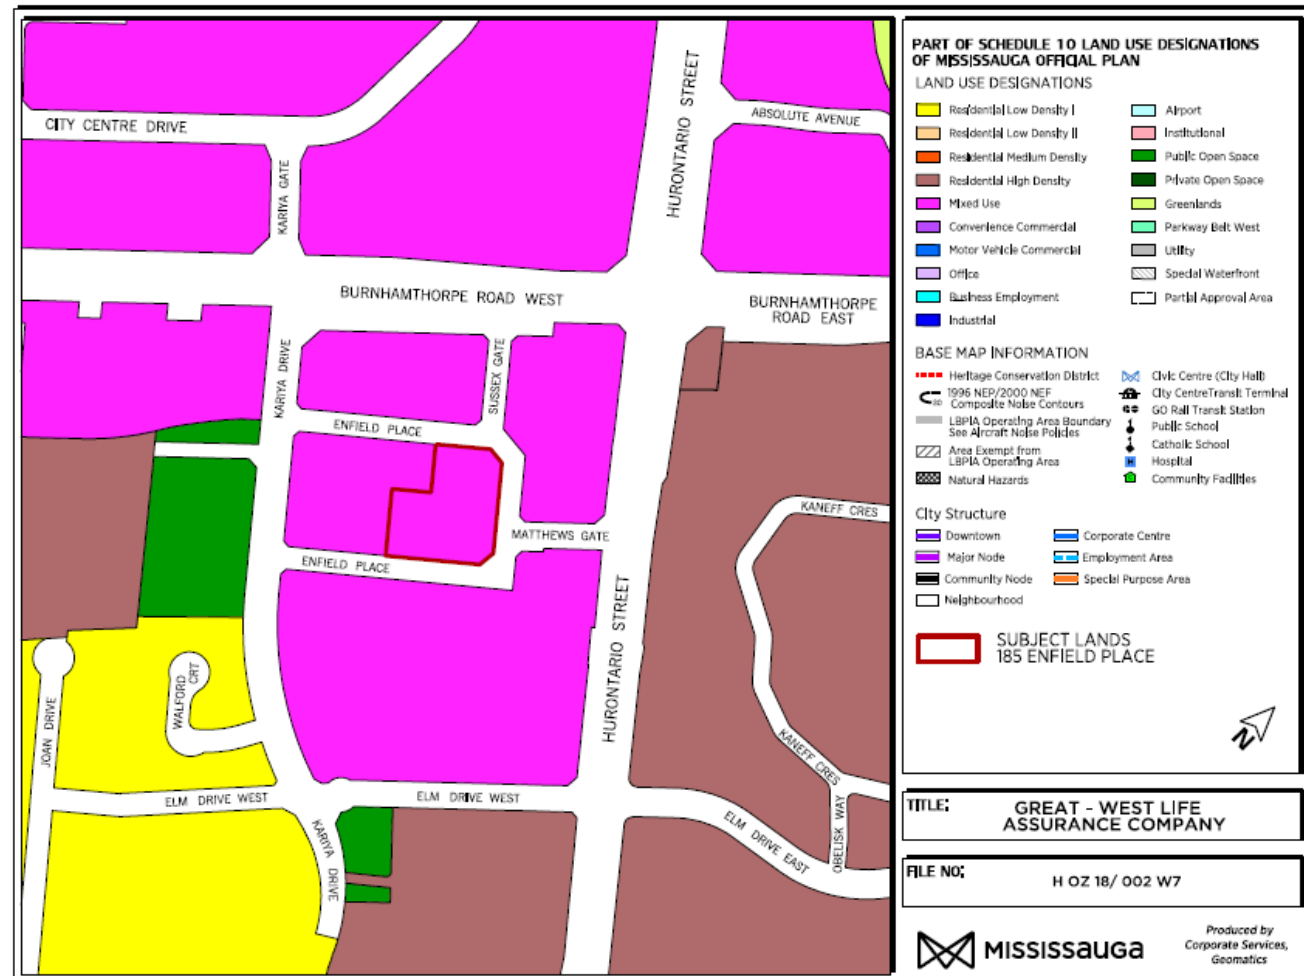 CITY CENTRE DRIVE
KARIYA GATE
HURONTARIO STREET
ABSOLUTE AVENUE
BURNHAMTHORPE ROAD WEST
BURNHAMTHORPE
ROAD EAST
KARIYA DRIVE
SUSSEX GATE
ENFIELD PLACE
MATTHEWS GATE
ENFIELD PLACE
KANEFF CRES
HURONTARIO STREET
WALFORD
CRT
JOAN DRIVE
KANEFF CRES
ELM DRIVE WEST
ELM DRIVE WEST
ELM DRIVE EAST
OBELISK WAY
KARIYA DRIVE
PART OF SCHEDULE 10 LAND USE DESIGNATIONS
OF MISSISSAUGA OFFICIAL PLAN
LAND USE DESIGNATIONS
Residential Low Density I
Residential Low Density II
Residential Medium Density
Residential High Density
Mixed Use
Convenience Commercial
Motor Vehicle Commercial
Office
Business Employment
Industrial
Airport
Institutional
Public Open Space
Private Open Space
Greenlands
Parkway Belt West
Utility
Special Waterfront
Partial Approval Area
BASE MAP INFORMATION
Heritage Conservation District
1996 NEP/2000 NEF
Composite Noise Contours
LBPIA Operating Area Boundary
See Aircraft Noise Policies
Area Exempt from
LBPIA Operating Area
Natural Hazards
Civic Centre (City Hall)
City Centre Transit Terminal
GO Rail Transit Station
Public School
Catholic School
H Hospital
Community Facilities
City Structure
Downtown
Major Node
Community Node
Neighbourhood
Corporate Centre
Employment Area
Special Purpose Area
SUBJECT LANDS
185 ENFIELD PLACE
N
TITLE:
GREAT - WEST LIFE
ASSURANCE COMPANY
FILE NO:
H OZ 18/ 002 W7
MISSISSAUGA
Produced by
Corporate Services,
Geomatics